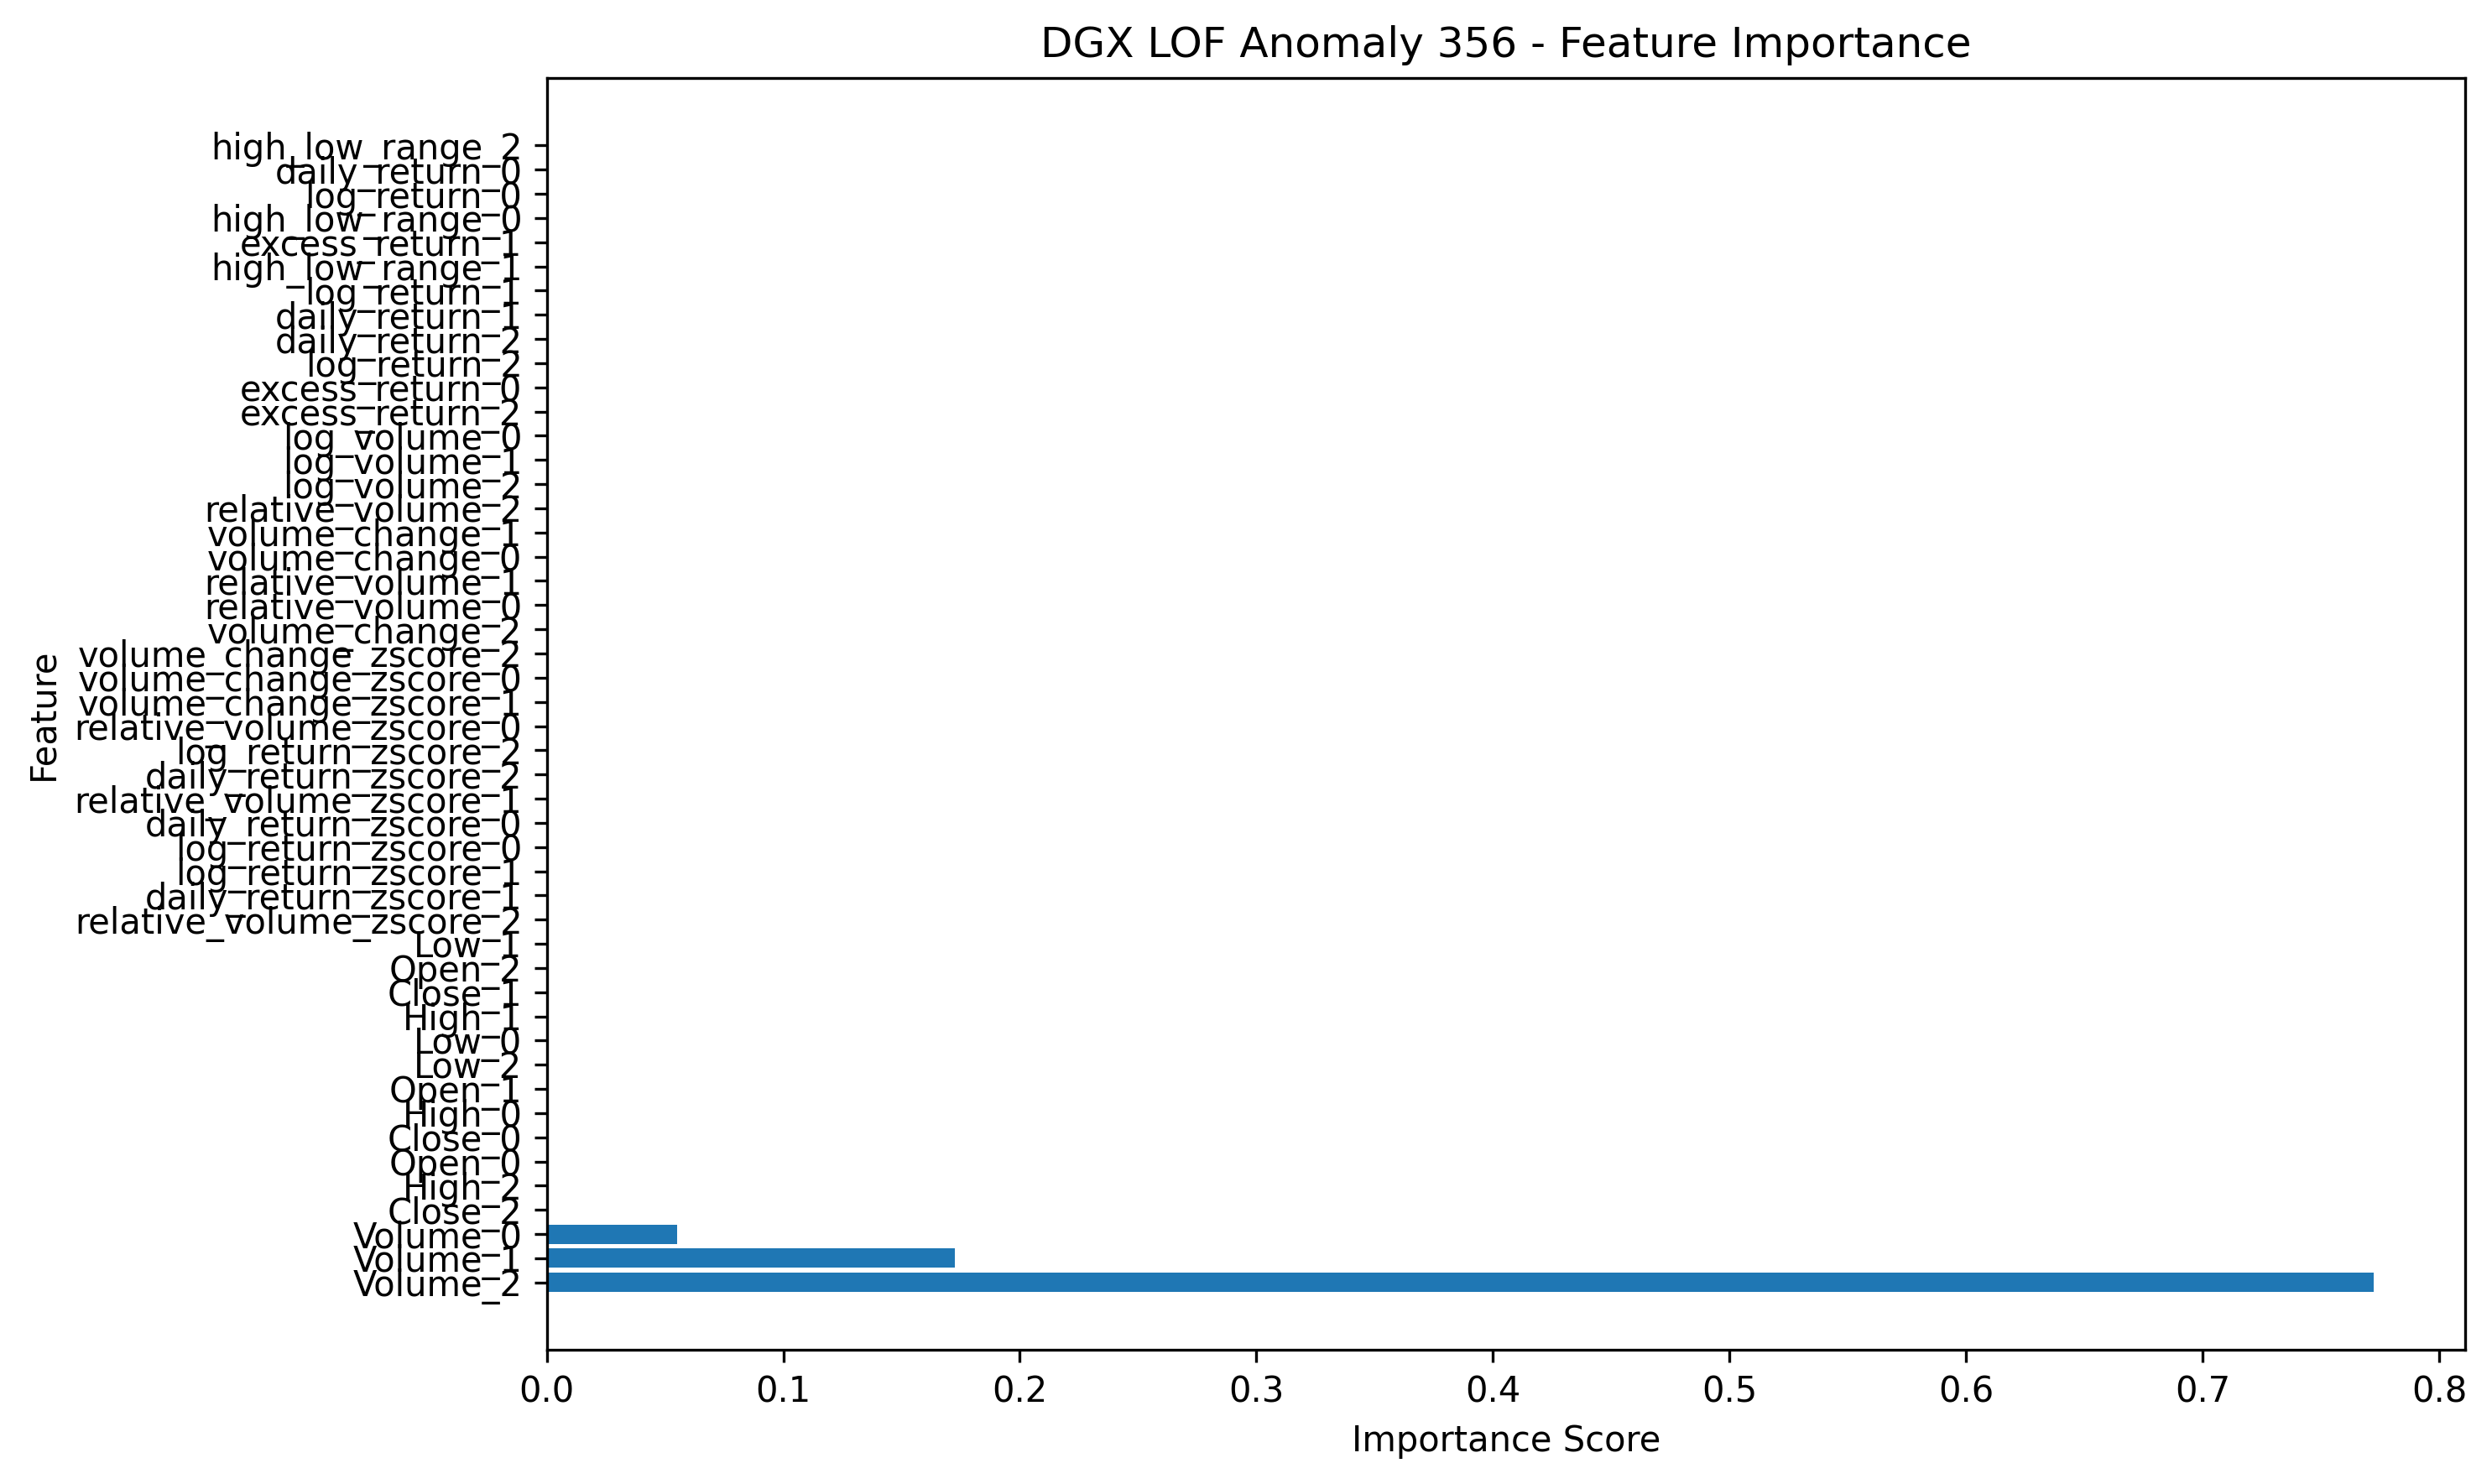 DGX LOF Anomaly 356 - Feature Importance
high_low_range_2
daily_return_0
log_return_0
high_low_range_0
excess_return_1
high_low_range_1
log_return_1
daily_return_1
daily_return_2
log_return_2
excess_return_0
excess_return_2
log_volume_0
log_volume_1
log_volume_2
relative_volume_2
volume_change_1
volume_change_0
relative_volume_1
relative_volume_0
volume_change_2
volume_change_zscore_2
volume_change_zscore_0
volume_change_zscore_1
relative_volume_zscore_0
log_return_zscore_2
daily_return_zscore_2
relative_volume_zscore_1
daily_return_zscore_0
log_return_zscore_0
log_return_zscore_1
daily_return_zscore_1
relative_volume_zscore_2
Low_1
Open_2
Close_1
High_1
Low_0
Low_2
Open_1
High_0
Close_0
Open_0
High_2
Close_2
Volume_0
Volume_1
Volume_2
Feature
0.0 0.1 0.2 0.3 0.4 0.5 0.6 0.7 0.8
Importance Score